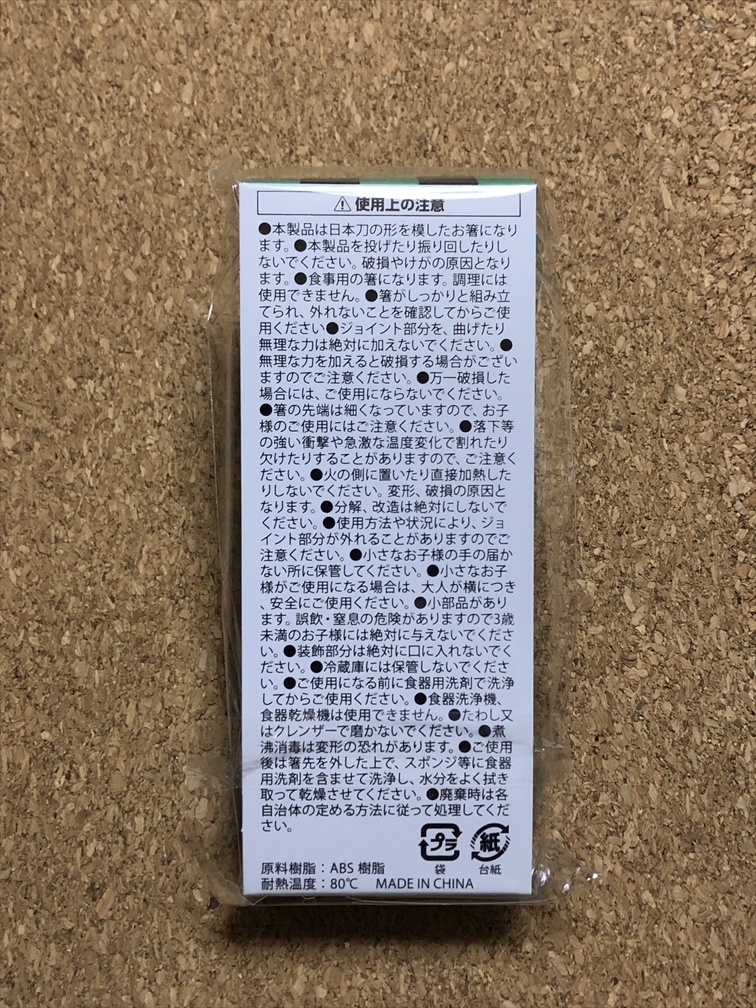 ⚠使用上の注意
●本製品は日本刀の形を模したお箸になり
ます。●本製品を投げたり振り回したりし
ないでください。破損やけがの原因となり
ます。●食事用の箸になります。調理には
使用できません。●箸がしっかりと組み立
てられ、外れないことを確認してからご使
用ください●ジョイント部分を、曲げたり
無理な力は絶対に加えないでください。●
無理な力を加えると破損する場合がござい
ますのでご注意ください。●万一破損した
場合には、ご使用にならないでください。
●箸の先端は細くなっていますので、お子
様のご使用にはご注意ください。●落下等
の強い衝撃や急激な温度変化で割れたり
欠けたりすることがありますので、ご注意く
ださい。●火の側に置いたり直接加熱した
りしないでください。変形、破損の原因と
なります。●分解、改造は絶対にしないで
ください。●使用方法や状況により、ジョ
イント部分が外れることがありますのでご
注意ください。●小さなお子様の手の届か
ない所に保管してください。●小さなお子
様がご使用になる場合は、大人が横につき
、安全にご使用ください。●小部品があり
ます。誤飲・窒息の危険がありますので3歳
未満のお子様には絶対に与えないでくださ
い。●装飾部分は絶対に口に入れないでく
ださい。●冷蔵庫には保管しないでくださ
い。●ご使用になる前に食器用洗剤で洗浄
してからご使用ください。●食器洗浄機、
食器乾燥機は使用できません。●たわし又
はクレンザーで磨かないでください。●煮
沸消毒は変形の恐れがあります。●ご使用
後は箸先を外した上で、スポンジ等に食器
用洗剤を含ませて洗浄し、水分をよく拭き
取って乾燥させてください。●廃棄時は各
自治体の定める方法に従って処理してくだ
さい。
プラ 紙
袋 台紙
原料樹脂：ABS 樹脂
耐熱温度：80℃ MADE IN CHINA